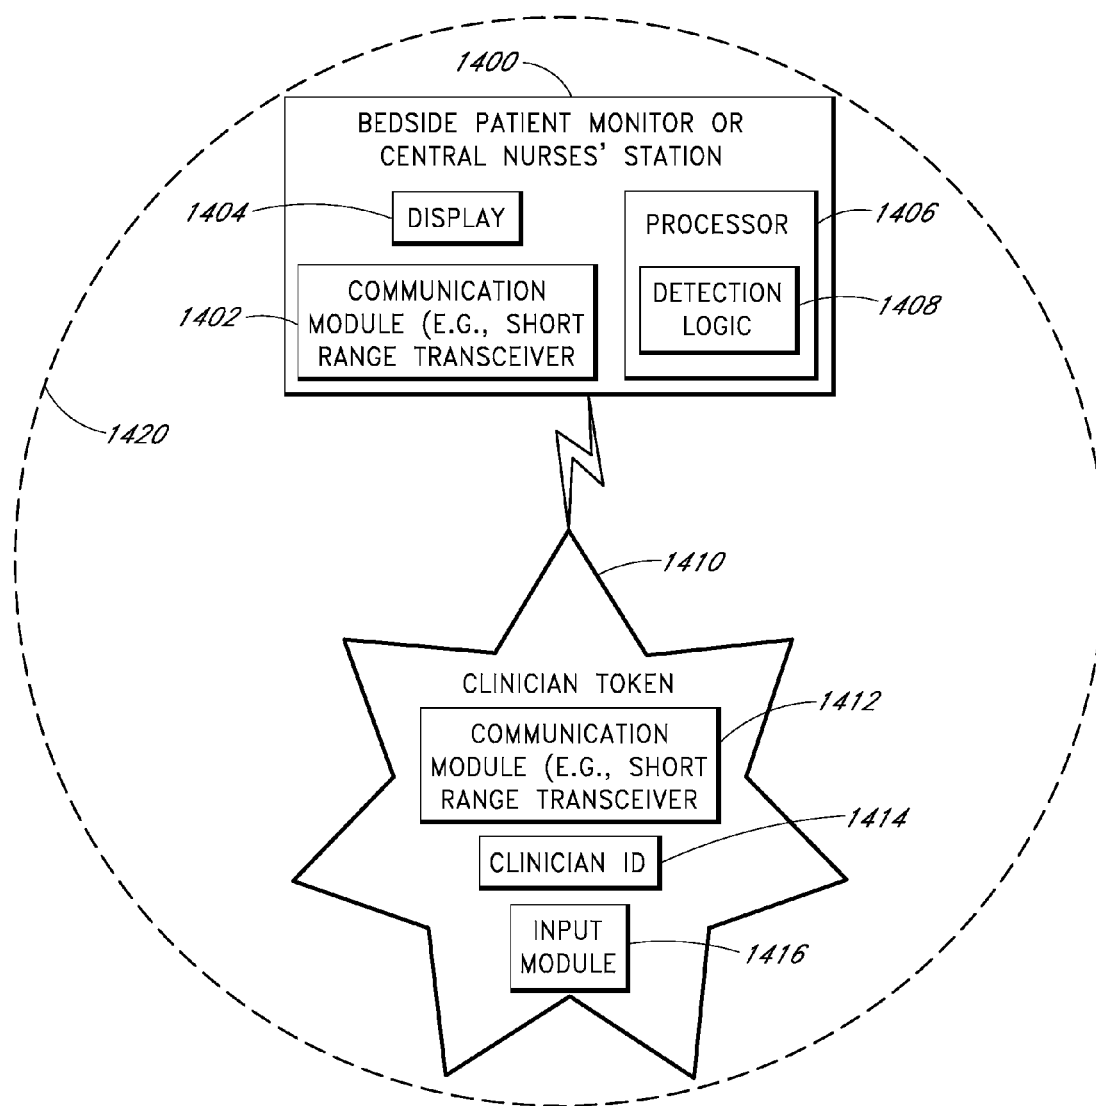 1400
BEDSIDE PATIENT MONITOR OR
CENTRAL NURSES' STATION
1404
DISPLAY
PROCESSOR
1406
1402
COMMUNICATION
MODULE (E.G., SHORT
RANGE TRANSCEIVER
DETECTION
LOGIC
1408
1420
1410
CLINICIAN TOKEN
1412
COMMUNICATION
MODULE (E.G., SHORT
RANGE TRANSCEIVER
1414
CLINICIAN ID
INPUT
MODULE
1416